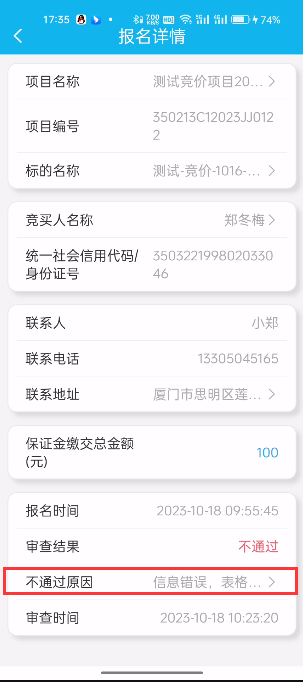 17:35 74%
报名详情
项目名称 测试竞价项目20... >
项目编号 350213C12023JJ012
2
标的名称 测试-竞价-1016-... >
竞买人名称 郑冬梅 >
统一社会信用代码/ 3503221998020330
身份证号 46
联系人 小郑
联系电话 13305045165
联系地址 厦门市思明区莲... >
保证金缴交总金额 100
(元)
报名时间 2023-10-18 09:55:45
审查结果 不通过
不通过原因 信息错误，表格... >
审查时间 2023-10-18 10:23:20